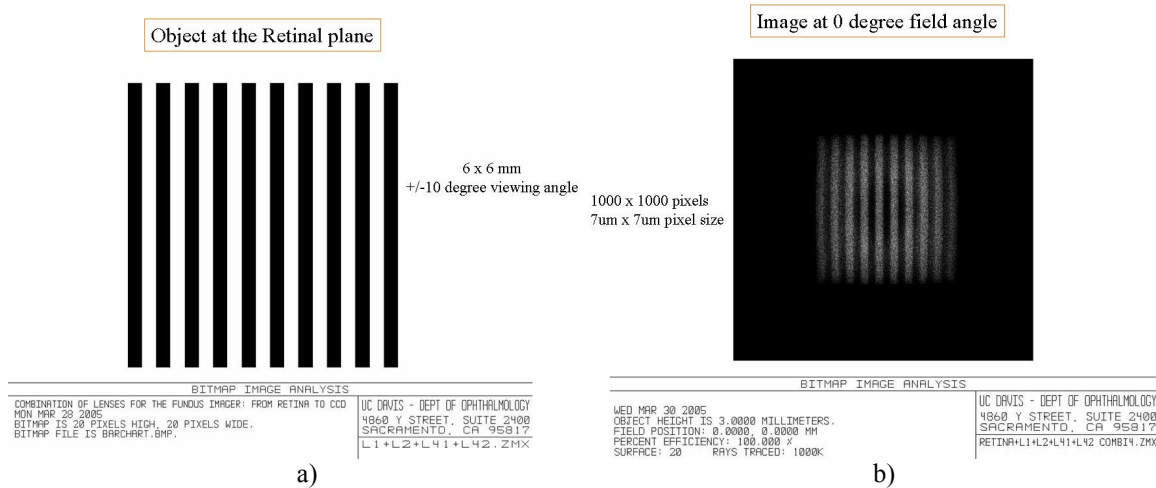 Object at the Retinal plane
6 x 6 mm
+/-10 degree viewing angle
BITMAP IMAGE ANALYSIS
COMBINATION OF LENSES FOR THE FUNDUS IMAGER: FROM RETINA TO CCD
MON MAR 28 2005
BITMAP IS 20 PIXELS HIGH, 20 PIXELS WIDE.
BITMAP FILE IS BARCHART.BMP.
UC DAVIS - DEPT OF OPHTHALMOLOGY
4860 Y STREET, SUITE 2400
SACRAMENTO, CA 95817
L1+L2+L41+L42.ZMX
a)
Image at 0 degree field angle
1000 x 1000 pixels
7um x 7um pixel size
BITMAP IMAGE ANALYSIS
WED MAR 30 2005
OBJECT HEIGHT IS 3.0000 MILLIMETERS.
FIELD POSITION: 0.0000, 0.0000 MM
PERCENT EFFICIENCY: 100.000 %
SURFACE: 20 RAYS TRACED: 1000K
UC DAVIS - DEPT OF OPHTHALMOLOGY
4860 Y STREET, SUITE 2400
SACRAMENTO, CA 95817
RETINA+L1+L2+L41+L42 COMBI4.ZMX
b)